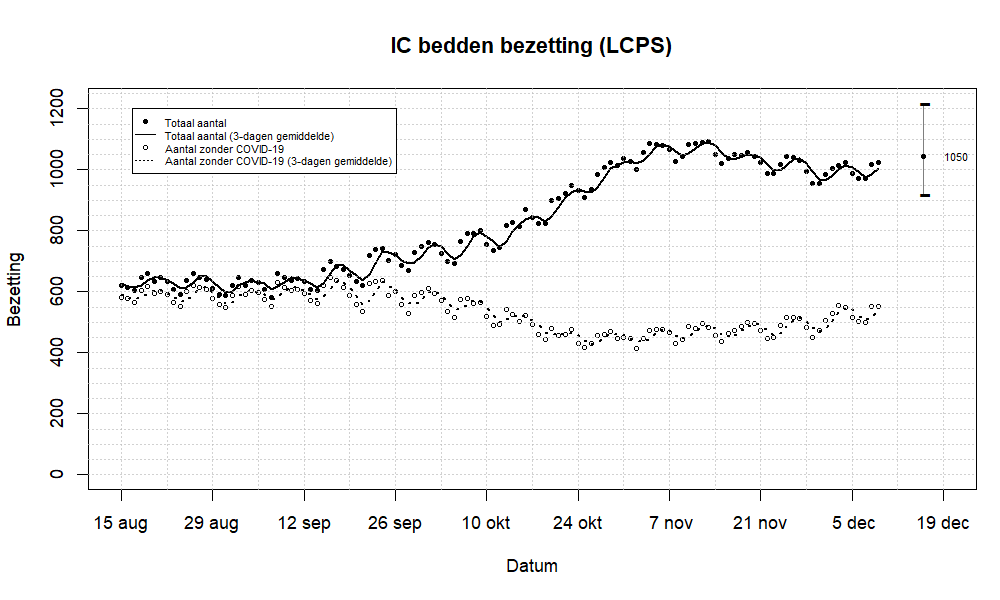 IC bedden bezetting (LCPS)
Totaal aantal
Totaal aantal (3-dagen gemiddelde)
Aantal zonder COVID-19
Aantal zonder COVID-19 (3-dagen gemiddelde)
1050
Bezetting
1200
1000
800
600
400
200
0
15 aug 29 aug 12 sep 26 sep 10 okt 24 okt 7 nov 21 nov 5 dec 19 dec
Datum